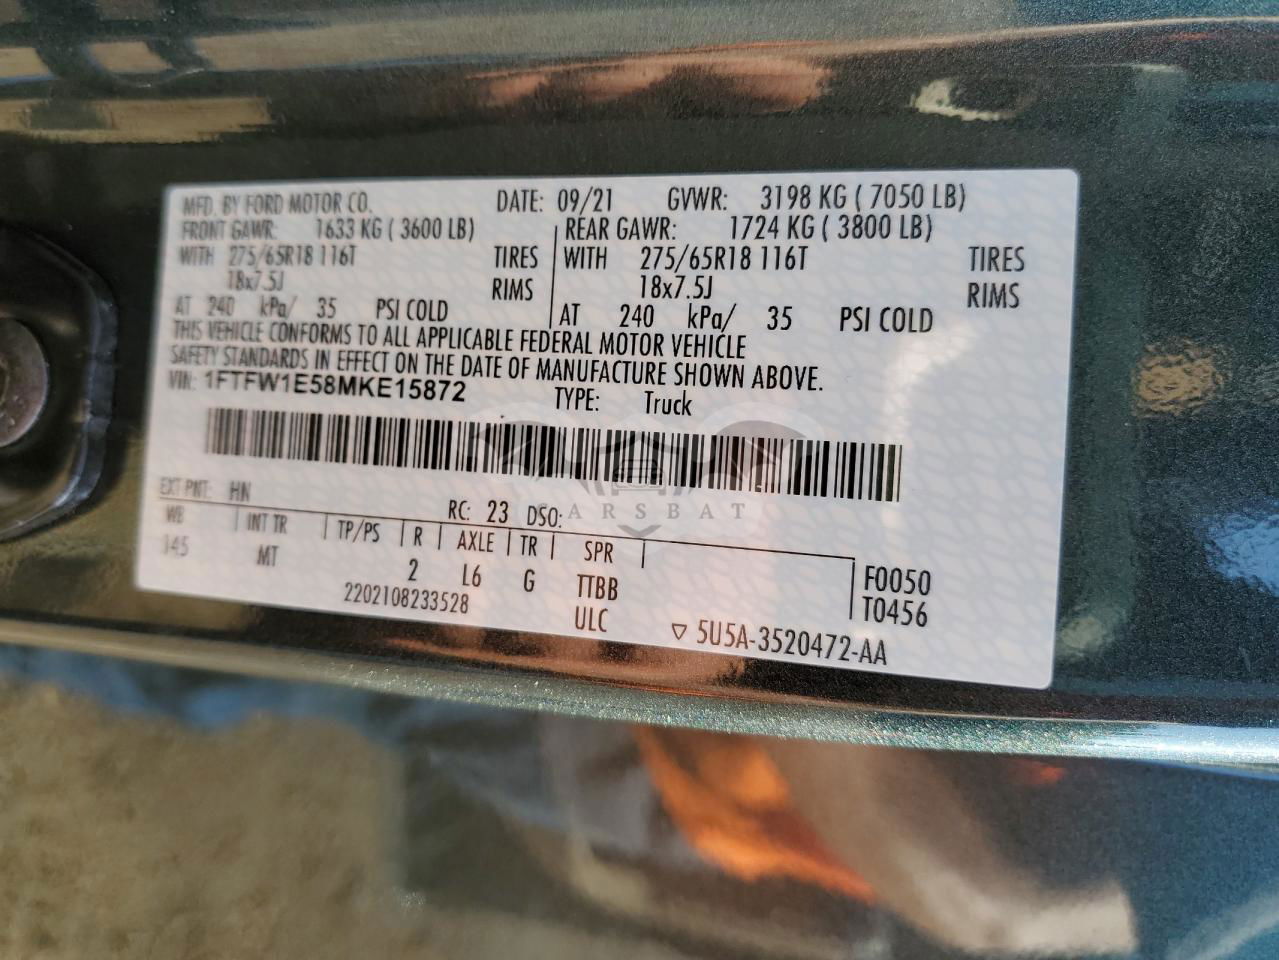 MFD. BY FORD MOTOR CO. DATE: 09/21 GVWR: 3198 KG ( 7050 LB)
FRONT GAWR: 1633 KG ( 3600 LB) REAR GAWR: 1724 KG ( 3800 LB)
WITH 275/65R18 116T TIRES WITH 275/65R18 116T TIRES
18x7.5J RIMS 18x7.5J RIMS
AT 240 kPa/ 35 PSI COLD AT 240 kPa/ 35 PSI COLD
THIS VEHICLE CONFORMS TO ALL APPLICABLE FEDERAL MOTOR VEHICLE
SAFETY STANDARDS IN EFFECT ON THE DATE OF MANUFACTURE SHOWN ABOVE.
VIN: 1FTFW1E58MKE15872 TYPE: Truck
EXT PNT: HN RC: 23 DSO:
ARSBAT
WB INT TR TP/PS R AXLE TR SPR
145 MT 2 L6 G TTBB F0050
2202108233528 ULC T0456
5U5A-3520472-AA